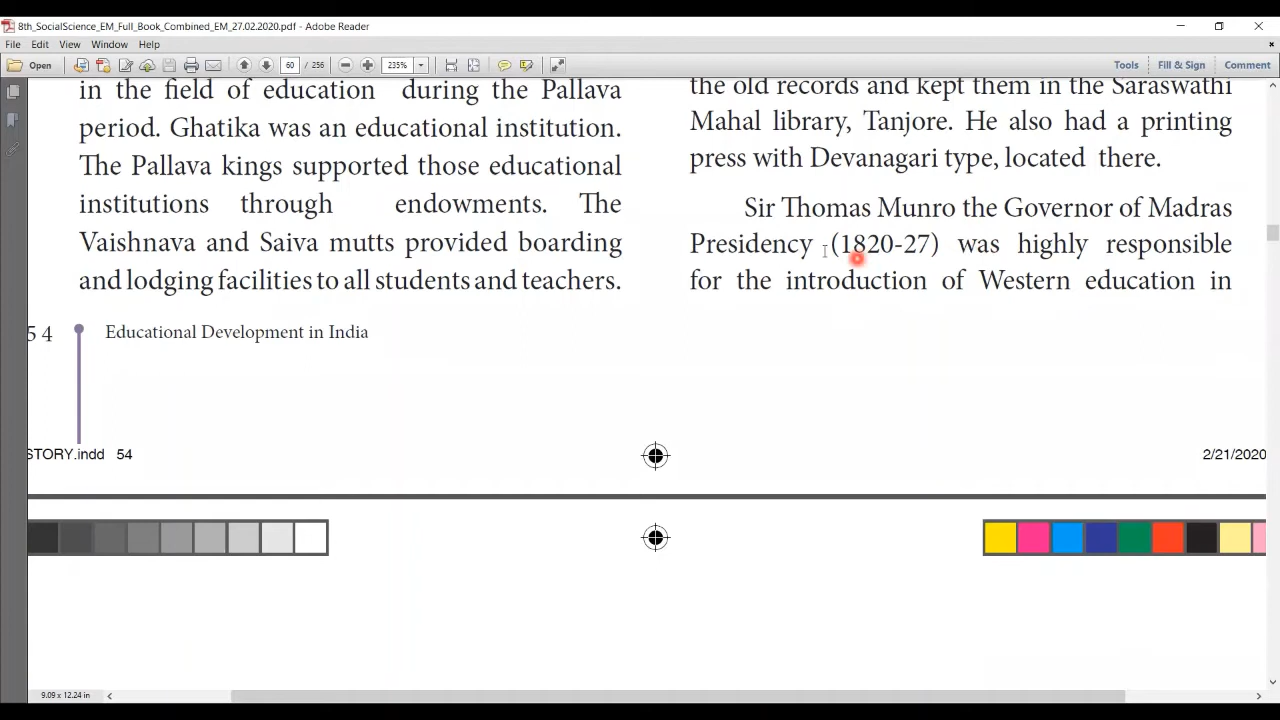 8th_SocialScience_EM_Full_Book_Combined_EM_27.02.2020.pdf - Adobe Reader
File Edit View Window Help
Open 60 / 256 235% Tools Fill & Sign Comment
in the field of education during the Pallava
period. Ghatika was an educational institution.
The Pallava kings supported those educational
institutions through endowments. The
Vaishnava and Saiva mutts provided boarding
and lodging facilities to all students and teachers.
54 Educational Development in India
the old records and kept them in the Saraswathi
Mahal library, Tanjore. He also had a printing
press with Devanagari type, located there.
Sir Thomas Munro the Governor of Madras
Presidency (1820-27) was highly responsible
for the introduction of Western education in
STORY.indd 54 2/21/2020
9.09 x 12.24 in